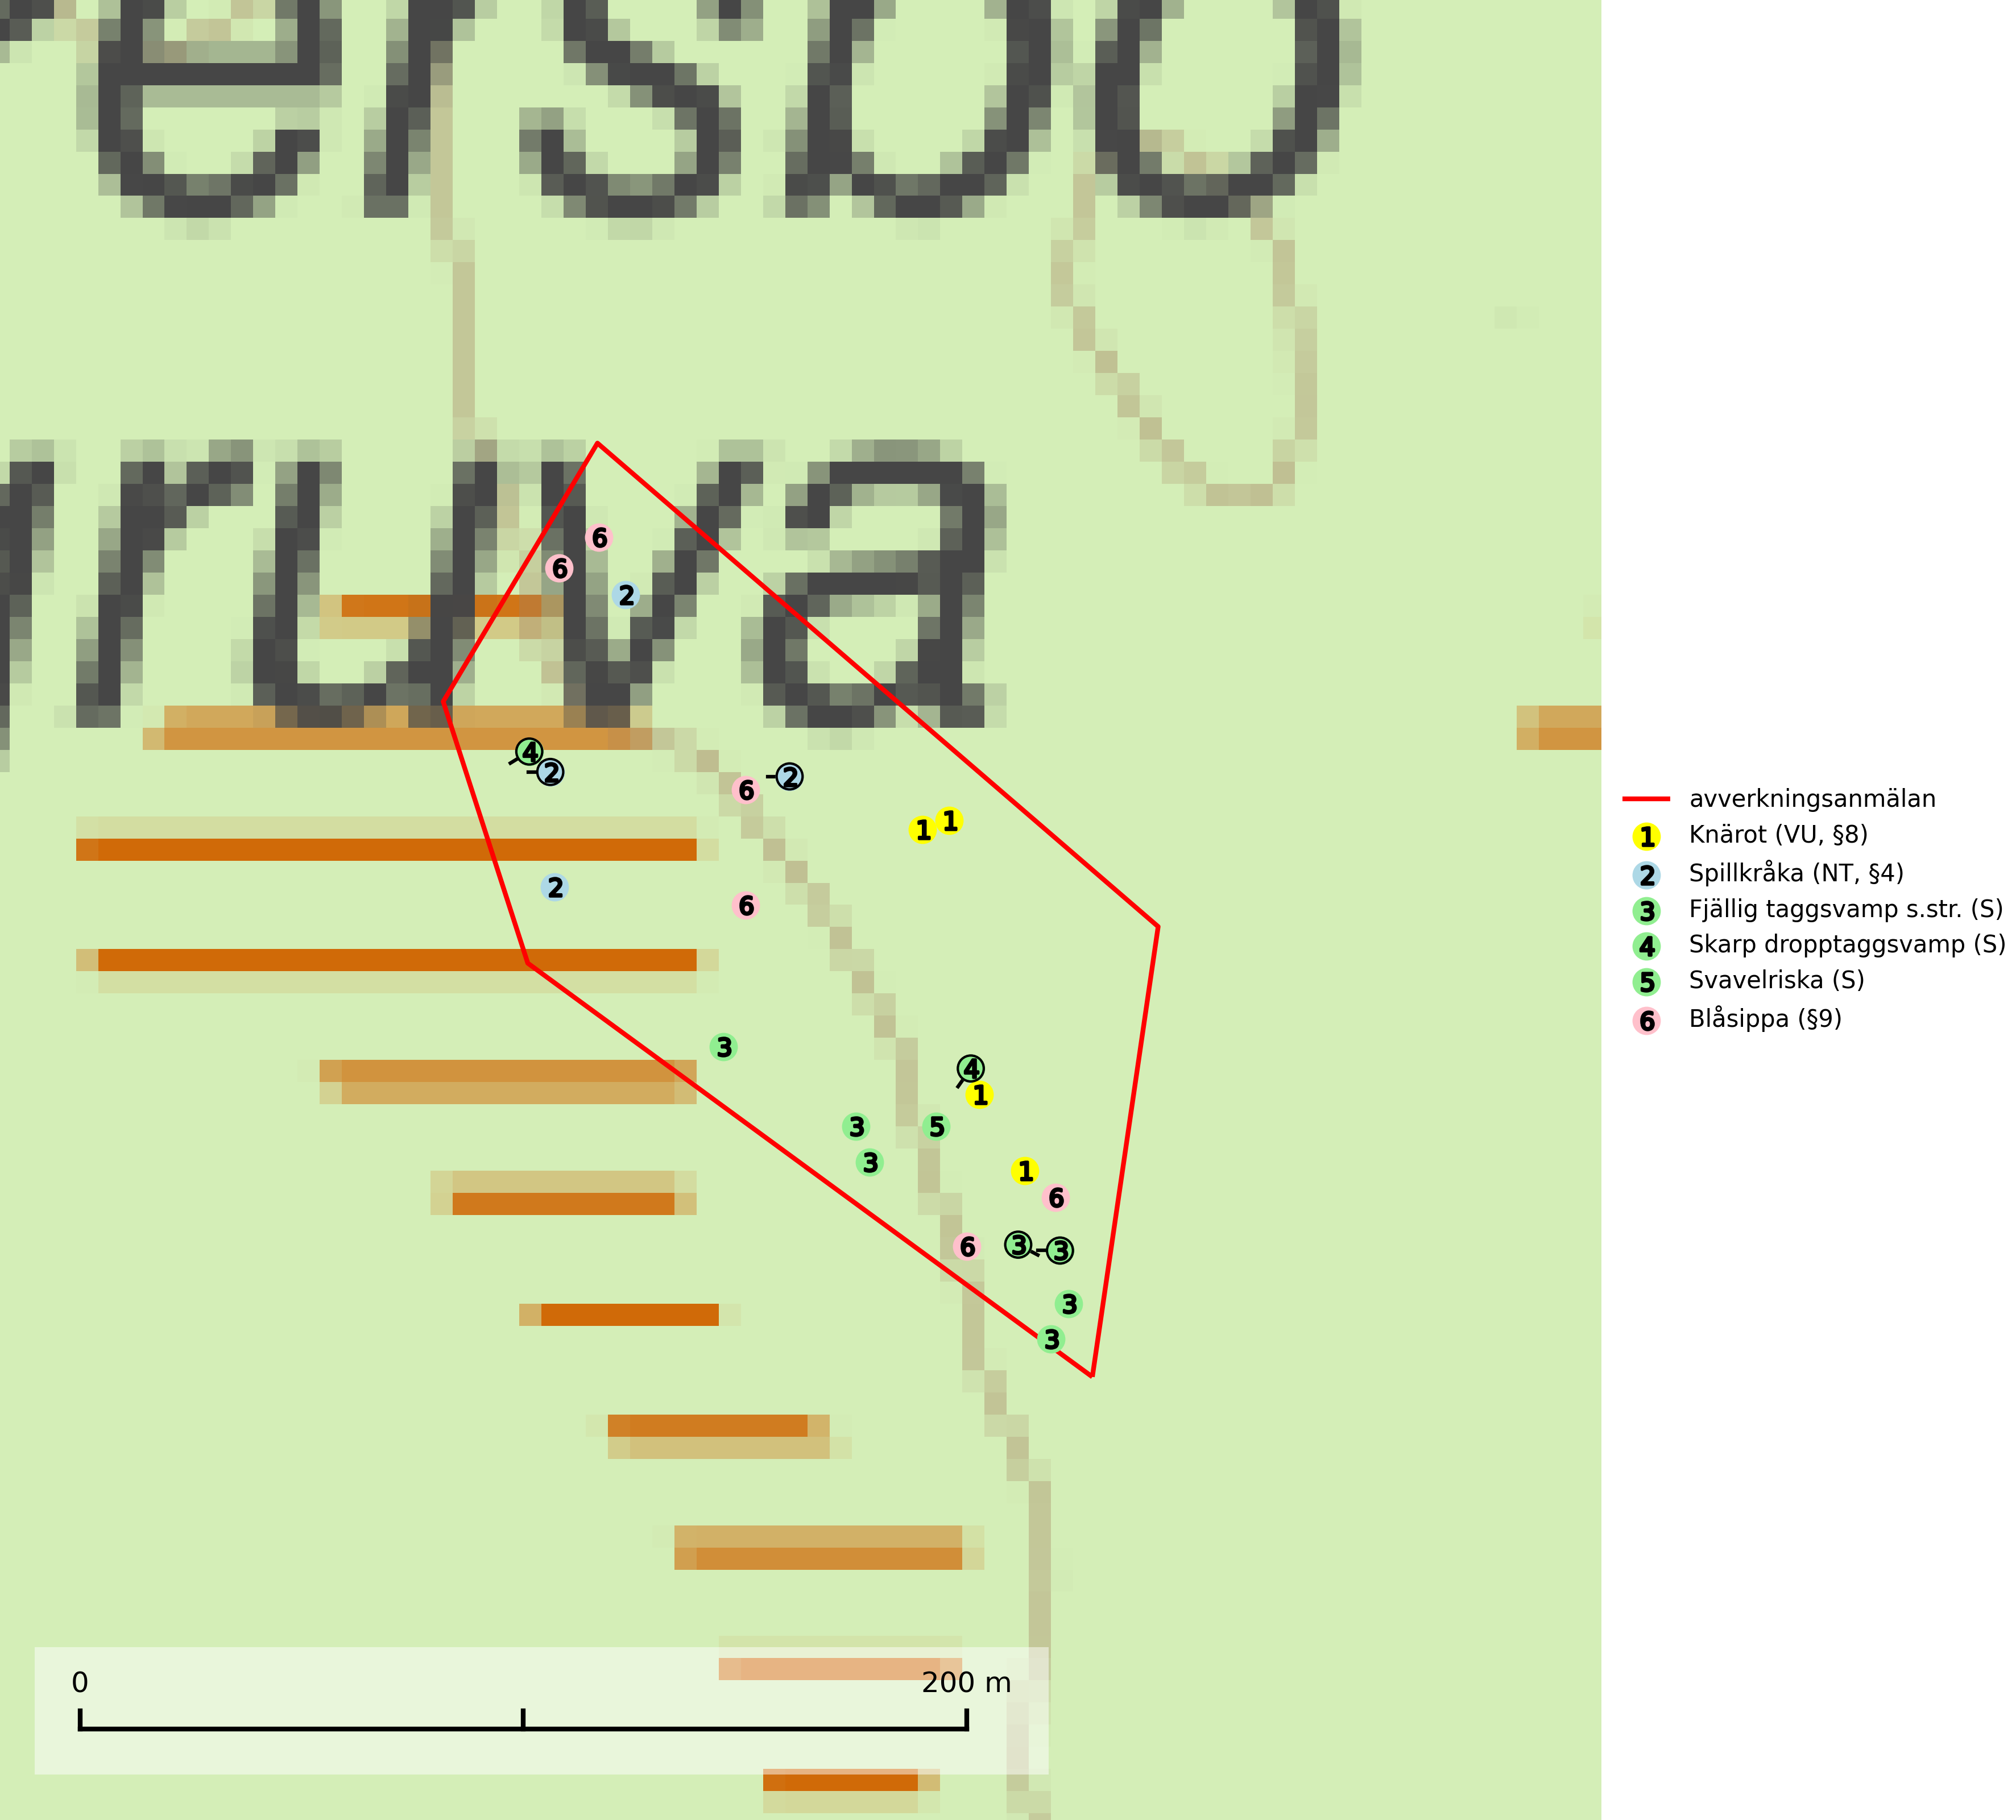 ersbo
ruva
6
6
2
4
2
6
2
1
1
2
6
3
4
1
3
5
3
1
6
6
3
3
3
3
avverkningsanmälan
1 Knärot (VU, §8)
2 Spillkråka (NT, §4)
3 Fjällig taggsvamp s.str. (S)
4 Skarp dropptaggsvamp (S)
5 Svavelriska (S)
6 Blåsippa (§9)
0 200 m